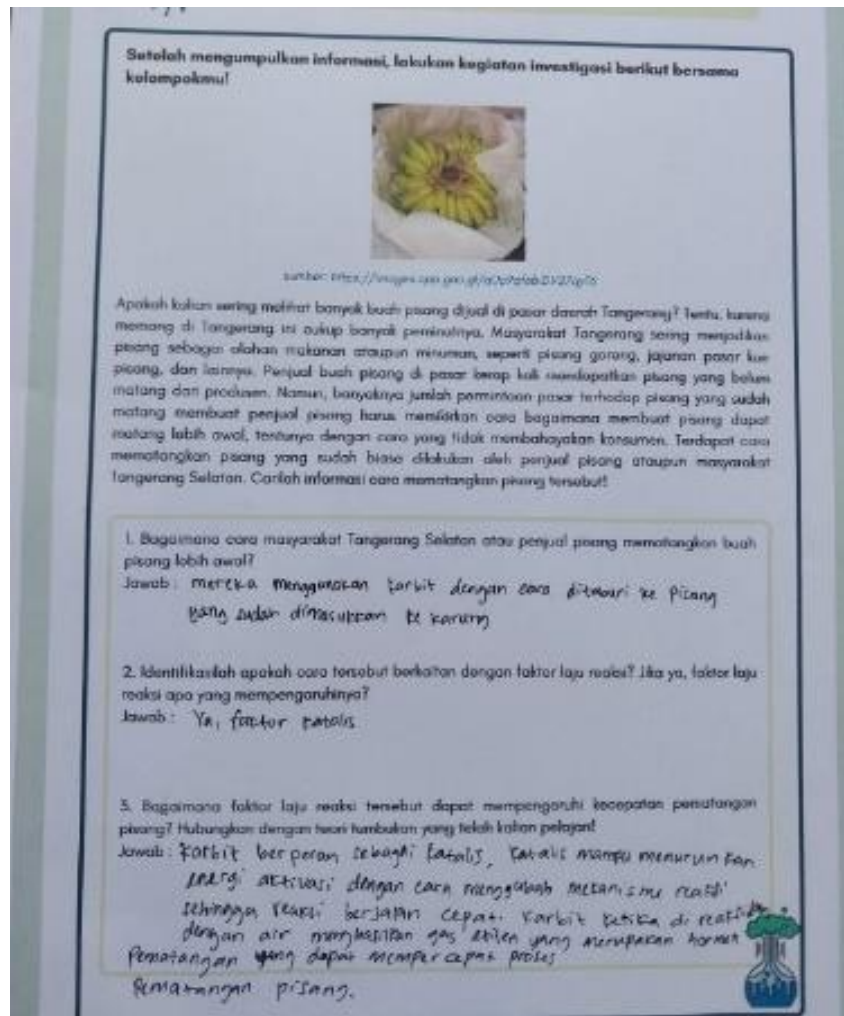 Setelah mengumpulkan informasi, lakukan kegiatan investigasi berikut bersama
kelompokmu!
sumber:
Apakah kalian sering melihat banyak buah pisang dijual di pasar daerah Tangerang? Tentu, karena
memang di Tangerang ini cukup banyak peminatnya. Masyarakat Tangerang sering menjadikan
pisang sebagai olahan makanan ataupun minuman, seperti pisang goreng, jajanan pasar kue
pisang, dan lainnya. Penjual buah pisang di pasar kerap kali mendapatkan pisang yang belum
matang dari produsen. Namun, banyaknya jumlah permintaan pasar terhadap pisang yang sudah
matang membuat penjual pisang harus memikirkan cara bagaimana membuat pisang dapat
matang lebih awal, tentunya dengan cara yang tidak membahayakan konsumen. Terdapat cara
mematangkan pisang yang sudah biasa dilakukan oleh penjual pisang ataupun masyarakat
Tangerang Selatan. Carilah informasi cara mematangkan pisang tersebut!
1. Bagaimana cara masyarakat Tangerang Selatan atau penjual pisang mematangkan buah
pisang lebih awal?
Jawab : mereka menggunakan karbit dengan cara ditaburi ke pisang
yang sudah dimasukkan ke karung
2. Identifikasilah apakah cara tersebut berkaitan dengan faktor laju reaksi? Jika ya, faktor laju
reaksi apa yang mempengaruhinya?
Jawab : Ya, faktor katalis
3. Bagaimana faktor laju reaksi tersebut dapat mempengaruhi kecepatan pematangan
pisang? Hubungkan dengan teori tumbukan yang telah kalian pelajari!
Jawab : Karbit berperan sebagai katalis, katalis mampu menurunkan
energi aktivasi dengan cara mengubah mekanisme reaksi
sehingga reaksi berjalan cepat. Karbit ketika di reaksikan
dengan air menghasilkan gas etilen yang merupakan hormon
Pematangan yang dapat mempercepat proses
Pematangan pisang.